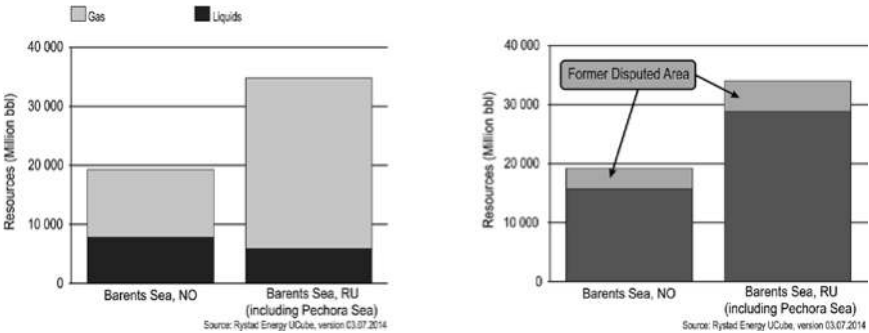 Gas
Liquids
Resources (Million bbl)
40 000
30 000
20 000
10 000
0
Barents Sea, NO
Barents Sea, RU
(including Pechora Sea)
Source: Rystad Energy UCube, version 03.07.2014
Resources (Million bbl)
40 000
30 000
20 000
10 000
0
Former Disputed Area
Barents Sea, NO
Barents Sea, RU
(including Pechora Sea)
Source: Rystad Energy UCube, version 03.07.2014